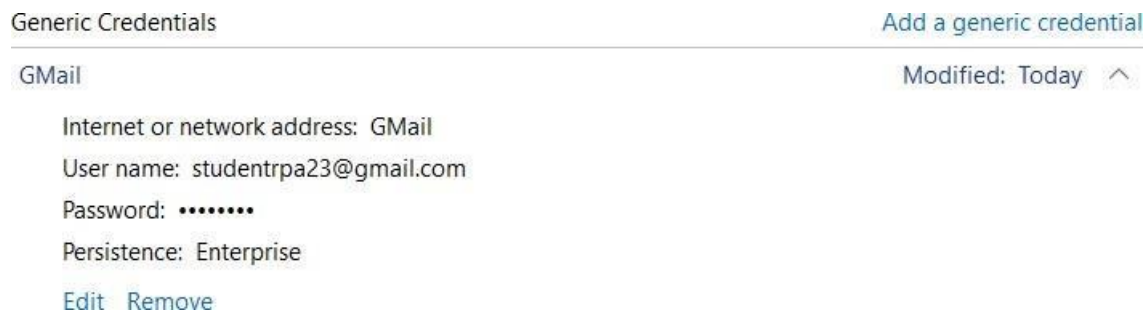 Generic Credentials Add a generic credential
GMail Modified: Today
Internet or network address: GMail
User name: studentrpa23@gmail.com
Password: ••••••••
Persistence: Enterprise
Edit Remove